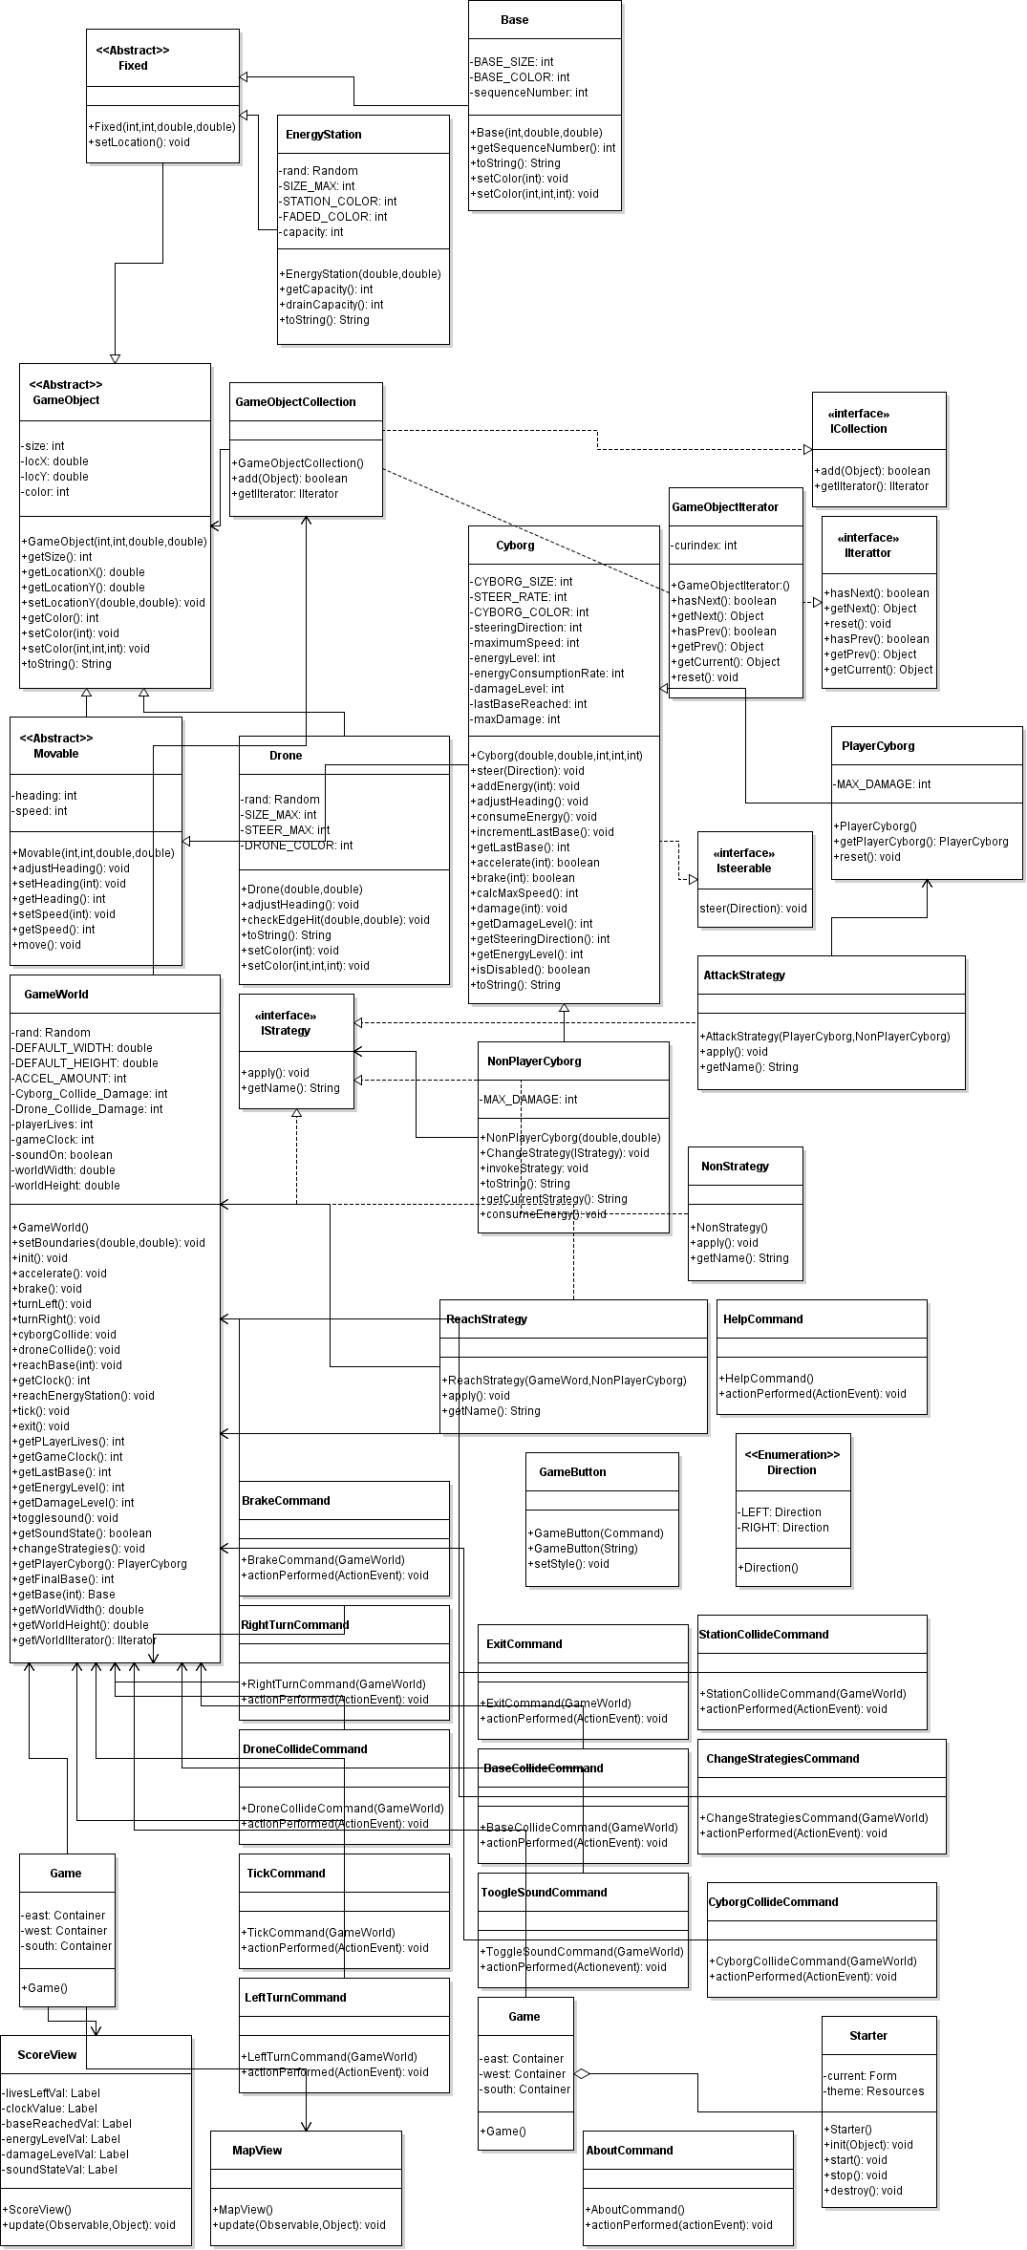 Base
-BASE_SIZE: int
-BASE_COLOR: int
-sequenceNumber: int
+Base(int,double,double)
+getSequenceNumber(): int
+toString(): String
+setColor(int): void
+setColor(int,int,int): void
<<Abstract>>
Fixed
+Fixed(int,int,double,double)
+setLocation(): void
EnergyStation
-rand: Random
-SIZE_MAX: int
-STATION_COLOR: int
-FADED_COLOR: int
-capacity: int
+EnergyStation(double,double)
+getCapacity(): int
+drainCapacity(): int
+toString(): String
<<Abstract>>
GameObject
-size: int
-locX: double
-locY: double
-color: int
+GameObject(int,int,double,double)
+getSize(): int
+getLocationX(): double
+getLocationY(): double
+setLocationY(double,double): void
+getColor(): int
+setColor(int): void
+setColor(int,int,int): void
+toString(): String
GameObjectCollection
+GameObjectCollection()
+add(Object): boolean
+getIIterator: IIterator
«interface»
ICollection
+add(Object): boolean
+getIIterator(): IIterator
GameObjectIterator
-curindex: int
+GameObjectIterator:()
+hasNext(): boolean
+getNext(): Object
+hasPrev(): boolean
+getPrev(): Object
+getCurrent(): Object
+reset(): void
«interface»
IIterattor
+hasNext(): boolean
+getNext(): Object
+reset(): void
+hasPrev(): boolean
+getPrev(): Object
+getCurrent(): Object
Cyborg
-CYBORG_SIZE: int
-STEER_RATE: int
-CYBORG_COLOR: int
-steeringDirection: int
-maximumSpeed: int
-energyLevel: int
-energyConsumptionRate: int
-damageLevel: int
-lastBaseReached: int
-maxDamage: int
+Cyborg(double,double,int,int,int)
+steer(Direction): void
+addEnergy(int): void
+adjustHeading(): void
+consumeEnergy(): void
+incrementLastBase(): void
+getLastBase(): int
+accelerate(int): boolean
+brake(int): boolean
+calcMaxSpeed(): int
+damage(int): void
+getDamageLevel(): int
+getSteeringDirection(): int
+getEnergyLevel(): int
+isDisabled(): boolean
+toString(): String
<<Abstract>>
Movable
-heading: int
-speed: int
+Movable(int,int,double,double)
+adjustHeading(): void
+setHeading(int): void
+getHeading(): int
+setSpeed(int): void
+getSpeed(): int
+move(): void
Drone
-rand: Random
-SIZE_MAX: int
-STEER_MAX: int
-DRONE_COLOR: int
+Drone(double,double)
+adjustHeading(): void
+checkEdgeHit(double,double): void
+toString(): String
+setColor(int): void
+setColor(int,int,int): void
PlayerCyborg
-MAX_DAMAGE: int
+PlayerCyborg()
+getPlayerCyborg(): PlayerCyborg
+reset(): void
«interface»
Isteerable
steer(Direction): void
AttackStrategy
+AttackStrategy(PlayerCyborg,NonPlayerCyborg)
+apply(): void
+getName(): String
GameWorld
-rand: Random
-DEFAULT_WIDTH: double
-DEFAULT_HEIGHT: double
-ACCEL_AMOUNT: int
-Cyborg_Collide_Damage: int
-Drone_Collide_Damage: int
-playerLives: int
-gameClock: int
-soundOn: boolean
-worldWidth: double
-worldHeight: double
+GameWorld()
+setBoundaries(double,double): void
+init(): void
+accelerate(): void
+brake(): void
+turnLeft(): void
+turnRight(): void
+cyborgCollide: void
+droneCollide(): void
+reachBase(int): void
+getClock(): int
+reachEnergyStation(): void
+tick(): void
+exit(): void
+getPLayerLives(): int
+getGameClock(): int
+getLastBase(): int
+getEnergyLevel(): int
+getDamageLevel(): int
+togglesound(): void
+getSoundState(): boolean
+changeStrategies(): void
+getPlayerCyborg(): PlayerCyborg
+getFinalBase(): int
+getBase(int): Base
+getWorldWidth(): double
+getWorldHeight(): double
+getWorldIIterator(): IIterator
«interface»
IStrategy
+apply(): void
+getName(): String
NonPlayerCyborg
-MAX_DAMAGE: int
+NonPlayerCyborg(double,double)
+ChangeStrategy(IStrategy): void
+invokeStrategy: void
+toString(): String
+getCurrentStrategy(): String
+consumeEnergy(): void
NonStrategy
+NonStrategy()
+apply(): void
+getName(): String
ReachStrategy
+ReachStrategy(GameWord,NonPlayerCyborg)
+apply(): void
+getName(): String
HelpCommand
+HelpCommand()
+actionPerformed(ActionEvent): void
GameButton
+GameButton(Command)
+GameButton(String)
+setStyle(): void
<<Enumeration>>
Direction
-LEFT: Direction
-RIGHT: Direction
+Direction()
BrakeCommand
+BrakeCommand(GameWorld)
+actionPerformed(ActionEvent): void
RightTurnCommand
+RightTurnCommand(GameWorld)
+actionPerformed(ActionEvent): void
ExitCommand
+ExitCommand(GameWorld)
+actionPerformed(ActionEvent): void
StationCollideCommand
+StationCollideCommand(GameWorld)
+actionPerformed(ActionEvent): void
DroneCollideCommand
+DroneCollideCommand(GameWorld)
+actionPerformed(ActionEvent): void
BaseCollideCommand
+BaseCollideCommand(GameWorld)
+actionPerformed(ActionEvent): void
ChangeStrategiesCommand
+ChangeStrategiesCommand(GameWorld)
+actionPerformed(ActionEvent): void
Game
-east: Container
-west: Container
-south: Container
+Game()
TickCommand
+TickCommand(GameWorld)
+actionPerformed(ActionEvent): void
ToogleSoundCommand
+ToggleSoundCommand(GameWorld)
+actionPerformed(Actionevent): void
CyborgCollideCommand
+CyborgCollideCommand(GameWorld)
+actionPerformed(ActionEvent): void
LeftTurnCommand
+LeftTurnCommand(GameWorld)
+actionPerformed(ActionEvent): void
Game
-east: Container
-west: Container
-south: Container
+Game()
Starter
-current: Form
-theme: Resources
+Starter()
+init(Object): void
+start(): void
+stop(): void
+destroy(): void
ScoreView
-livesLeftVal: Label
-clockValue: Label
-baseReachedVal: Label
-energyLevelVal: Label
-damageLevelVal: Label
-soundStateVal: Label
+ScoreView()
+update(Observable,Object): void
MapView
+MapView()
+update(Observable,Object): void
AboutCommand
+AboutCommand()
+actionPerformed(actionEvent): void